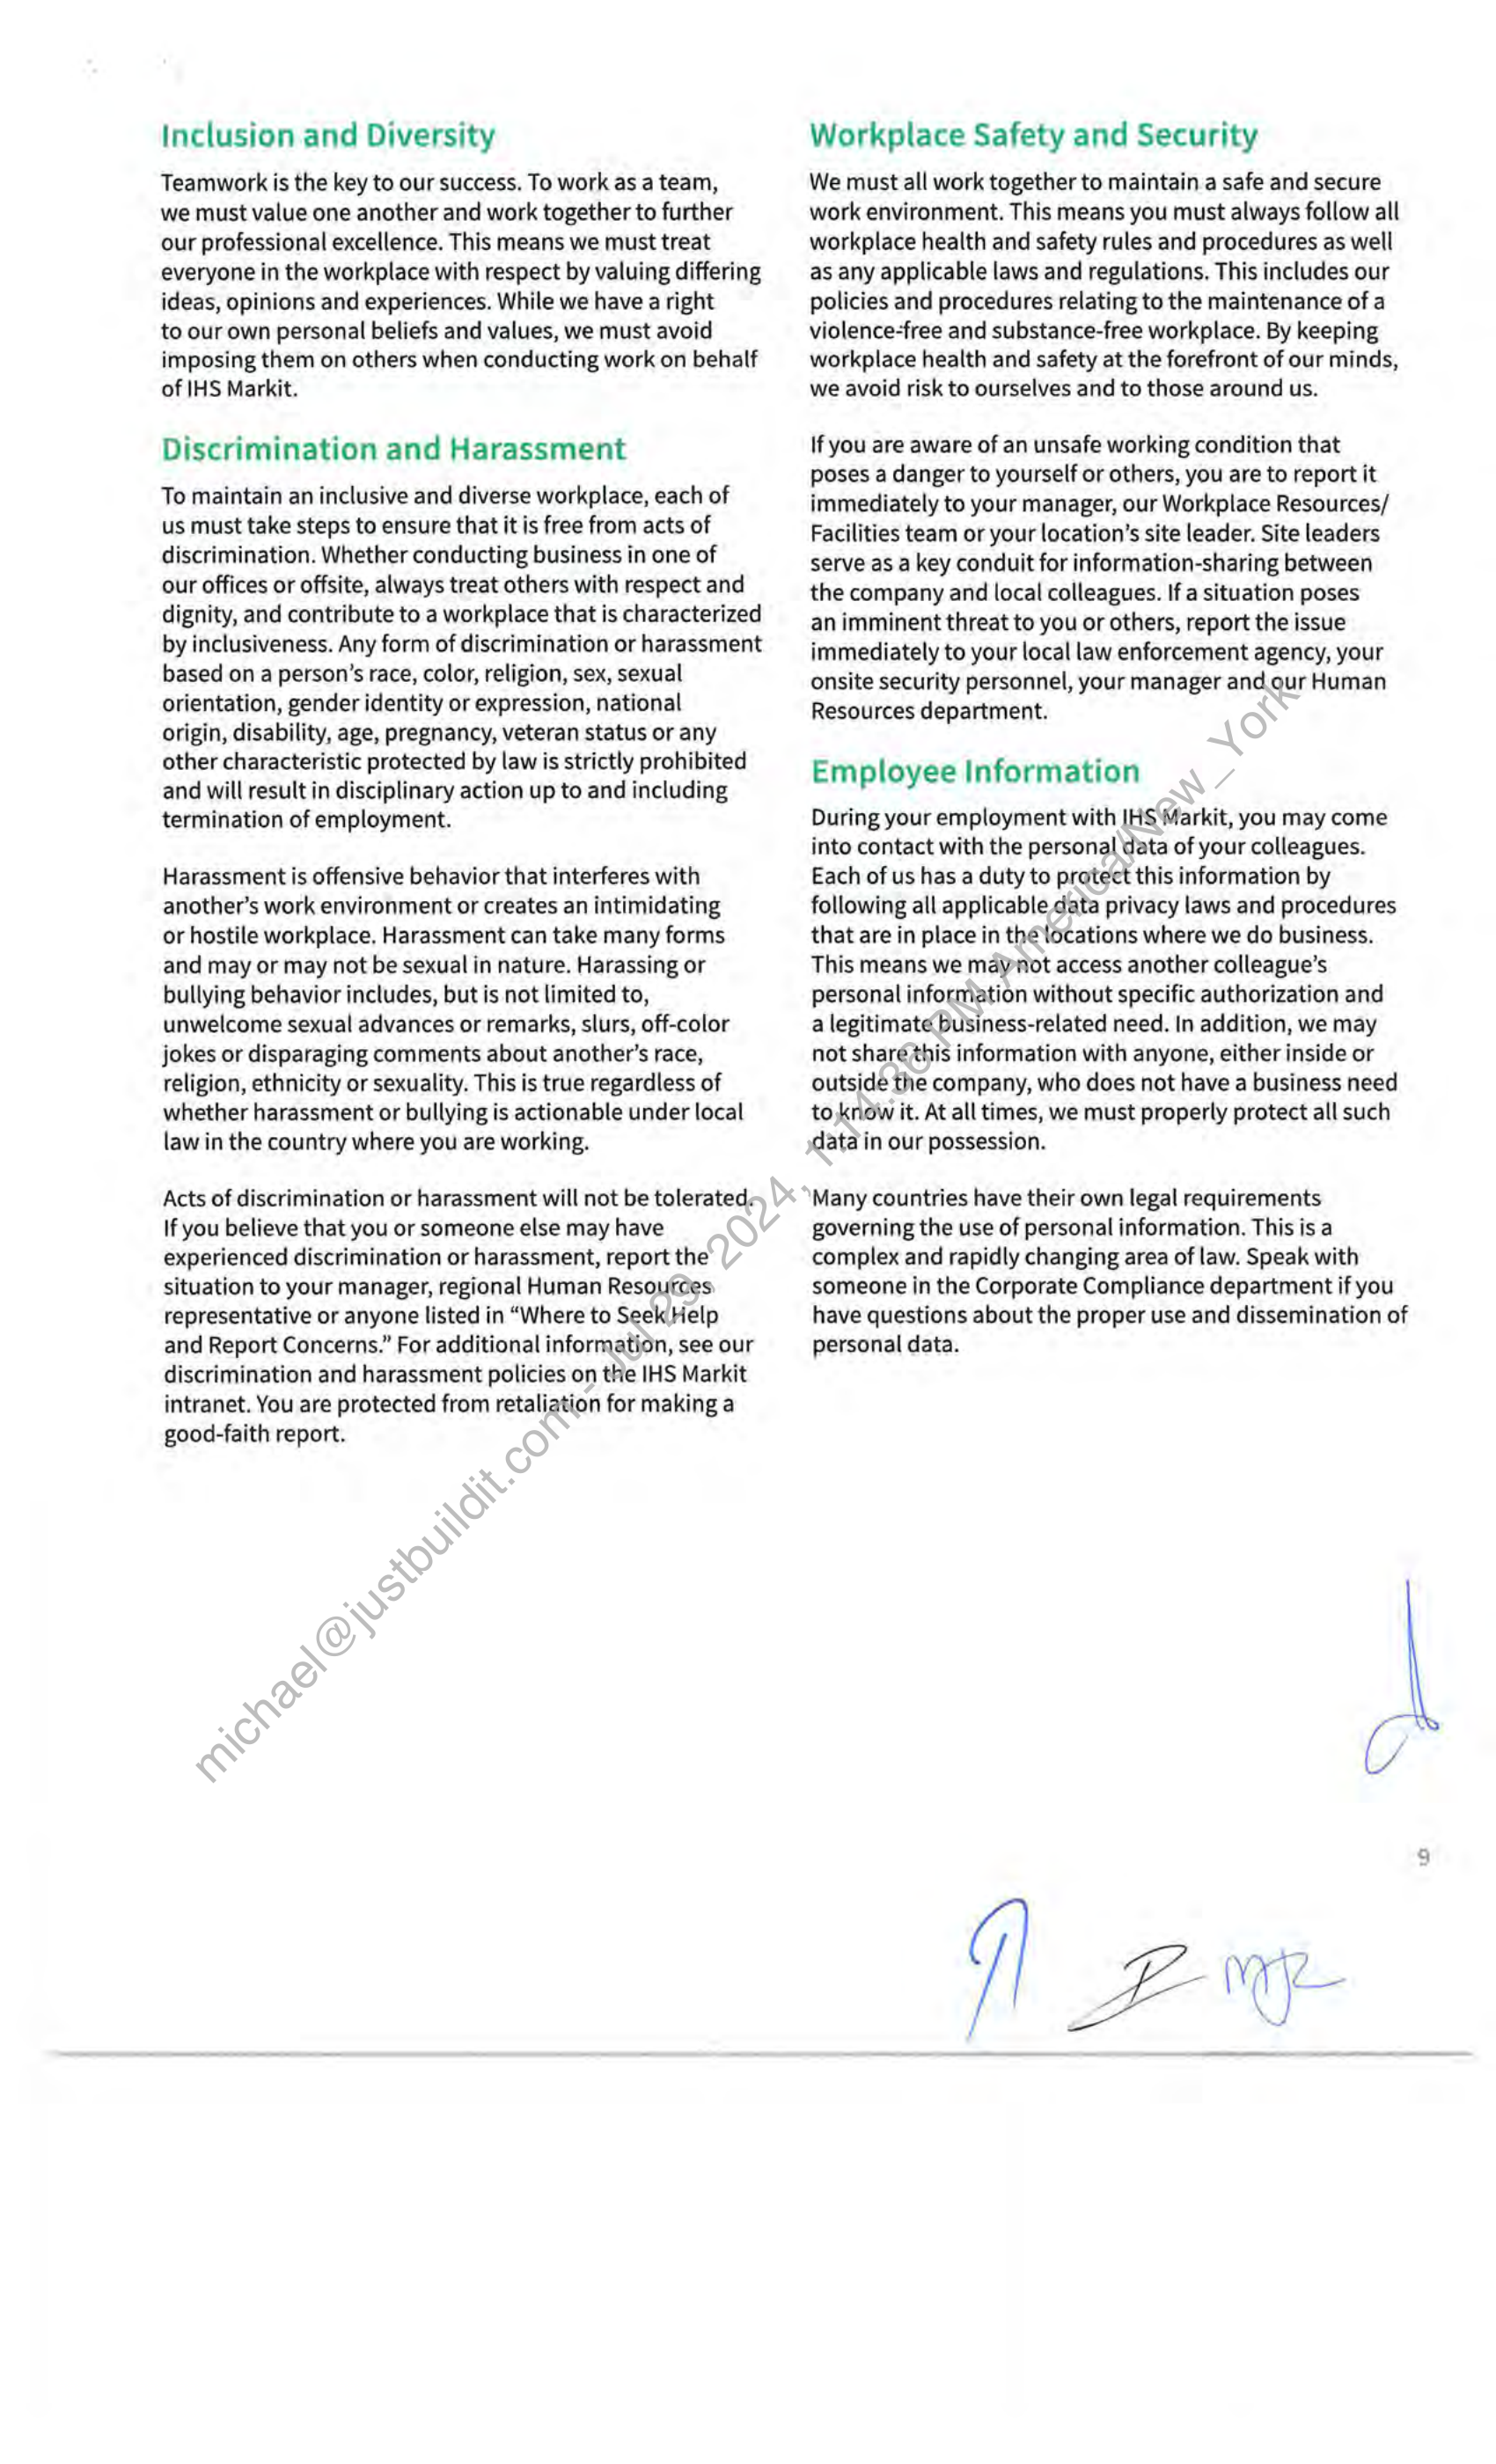 Inclusion and Diversity
Teamwork is the key to our success. To work as a team,
we must value one another and work together to further
our professional excellence. This means we must treat
everyone in the workplace with respect by valuing differing
ideas, opinions and experiences. While we have a right
to our own personal beliefs and values, we must avoid
imposing them on others when conducting work on behalf
of IHS Markit.
Discrimination and Harassment
To maintain an inclusive and diverse workplace, each of
us must take steps to ensure that it is free from acts of
discrimination. Whether conducting business in one of
our offices or offsite, always treat others with respect and
dignity, and contribute to a workplace that is characterized
by inclusiveness. Any form of discrimination or harassment
based on a person's race, color, religion, sex, sexual
orientation, gender identity or expression, national
origin, disability, age, pregnancy, veteran status or any
other characteristic protected by law is strictly prohibited
and will result in disciplinary action up to and including
termination of employment.
Harassment is offensive behavior that interferes with
another's work environment or creates an intimidating
or hostile workplace. Harassment can take many forms
and may or may not be sexual in nature. Harassing or
bullying behavior includes, but is not limited to,
unwelcome sexual advances or remarks, slurs, off-color
jokes or disparaging comments about another's race,
religion, ethnicity or sexuality. This is true regardless of
whether harassment or bullying is actionable under local
law in the country where you are working.
Acts of discrimination or harassment will not be tolerated.
If you believe that you or someone else may have
experienced discrimination or harassment, report the
situation to your manager, regional Human Resources
representative or anyone listed in “Where to Seek Help
and Report Concerns.” For additional information, see our
discrimination and harassment policies on the IHS Markit
intranet. You are protected from retaliation for making a
good-faith report.
Workplace Safety and Security
We must all work together to maintain a safe and secure
work environment. This means you must always follow all
workplace health and safety rules and procedures as well
as any applicable laws and regulations. This includes our
policies and procedures relating to the maintenance of a
violence-free and substance-free workplace. By keeping
workplace health and safety at the forefront of our minds,
we avoid risk to ourselves and to those around us.
If you are aware of an unsafe working condition that
poses a danger to yourself or others, you are to report it
immediately to your manager, our Workplace Resources/
Facilities team or your location's site leader. Site leaders
serve as a key conduit for information-sharing between
the company and local colleagues. If a situation poses
an imminent threat to you or others, report the issue
immediately to your local law enforcement agency, your
onsite security personnel, your manager and our Human
Resources department.
Employee Information
During your employment with IHS Markit, you may come
into contact with the personal data of your colleagues.
Each of us has a duty to protect this information by
following all applicable data privacy laws and procedures
that are in place in the locations where we do business.
This means we may not access another colleague's
personal information without specific authorization and
a legitimate business-related need. In addition, we may
not share this information with anyone, either inside or
outside the company, who does not have a business need
to know it. At all times, we must properly protect all such
data in our possession.
Many countries have their own legal requirements
governing the use of personal information. This is a
complex and rapidly changing area of law. Speak with
someone in the Corporate Compliance department if you
have questions about the proper use and dissemination of
personal data.
michael@justbuildit.com - Jul 29, 2024, 1:14:36 PM America/New_York
9